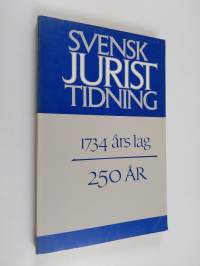 SVENSK
JURIST
TIDNING
1734 års lag
250 ÅR